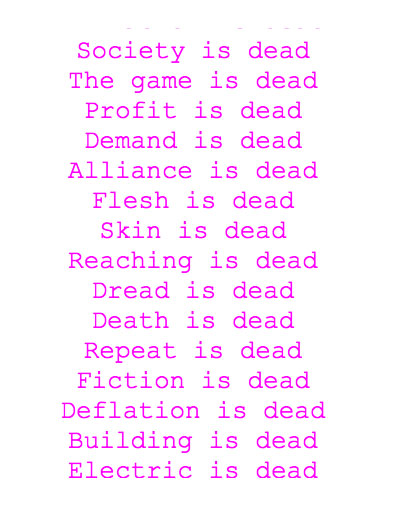 Society is dead
The game is dead
Profit is dead
Demand is dead
Alliance is dead
Flesh is dead
Skin is dead
Reaching is dead
Dread is dead
Death is dead
Repeat is dead
Fiction is dead
Deflation is dead
Building is dead
Electric is dead